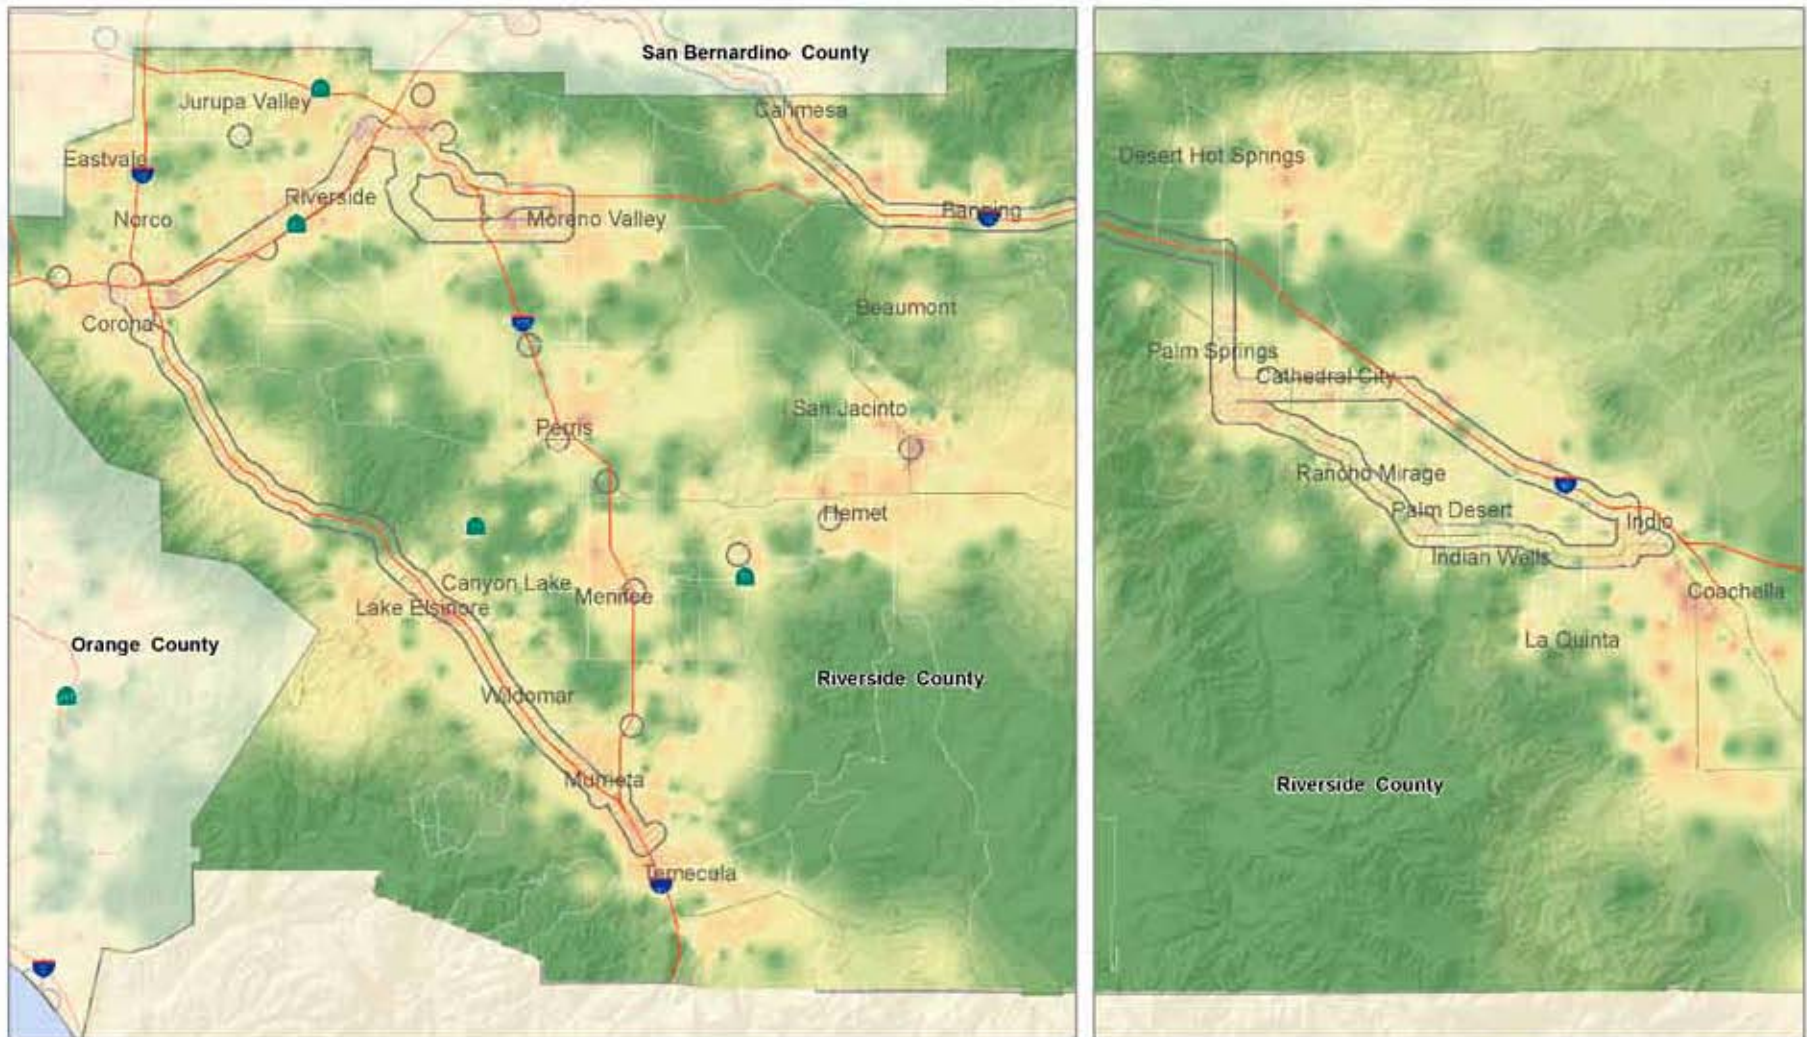 San Bernardino County
Jurupa Valley
Calimesa
Eastvale
Riverside
Norco
Moreno Valley
Banning
Beaumont
Corona
San Jacinto
Perris
Hemet
Canyon Lake
Menifee
Lake Elsinore
Orange County
Riverside County
Wildomar
Murrieta
Temecula
Desert Hot Springs
Palm Springs
Cathedral City
Rancho Mirage
Palm Desert
Indio
Indian Wells
Coachella
La Quinta
Riverside County